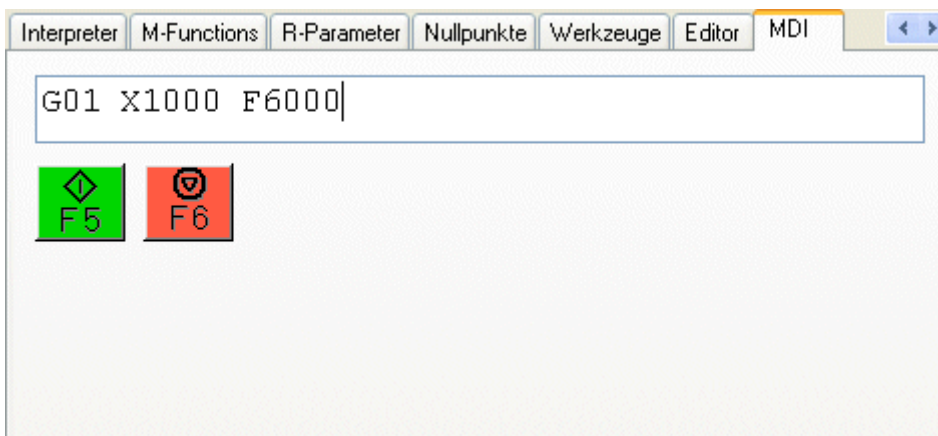 Interpreter M-Functions R-Parameter Nullpunkte Werkzeuge Editor MDI
G01 X1000 F6000
F5 F6